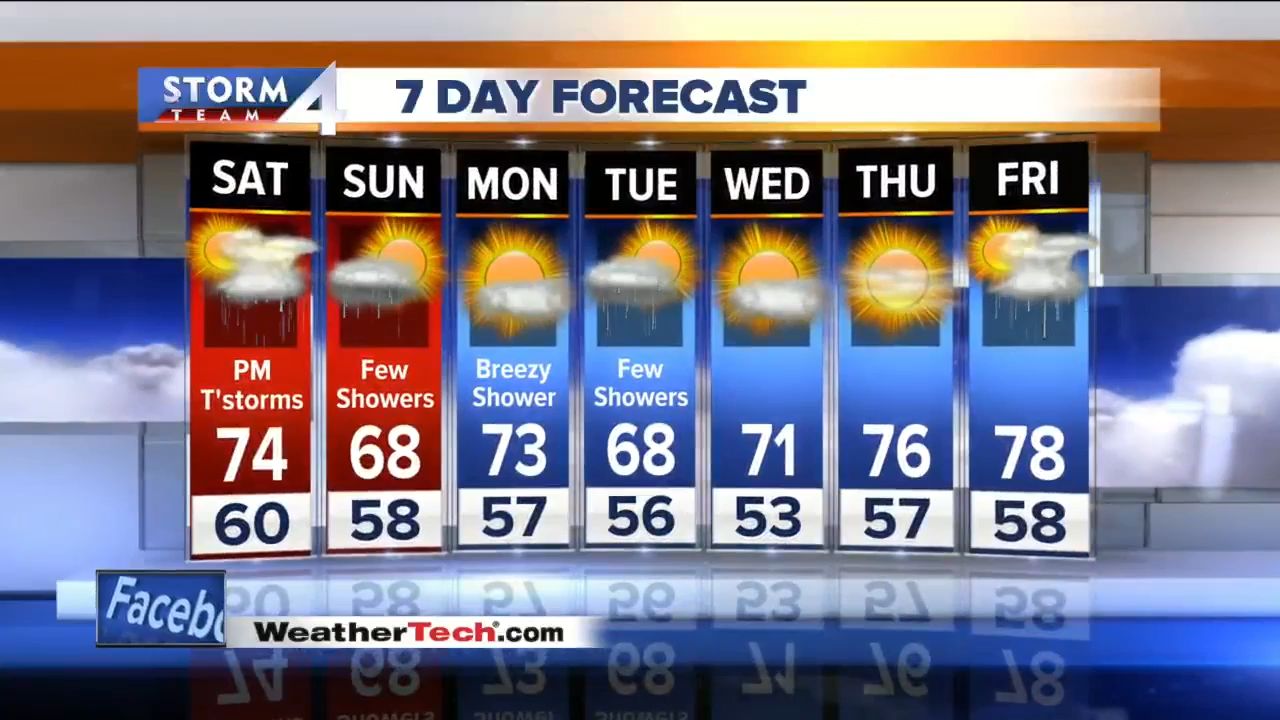 STORM
TEAM
4
7 DAY FORECAST
SAT SUN MON TUE WED THU FRI
PM Few Breezy Few
T'storms Showers Shower Showers
74 68 73 68 71 76 78
60 58 57 56 53 57 58
Facebo
WeatherTech®.com